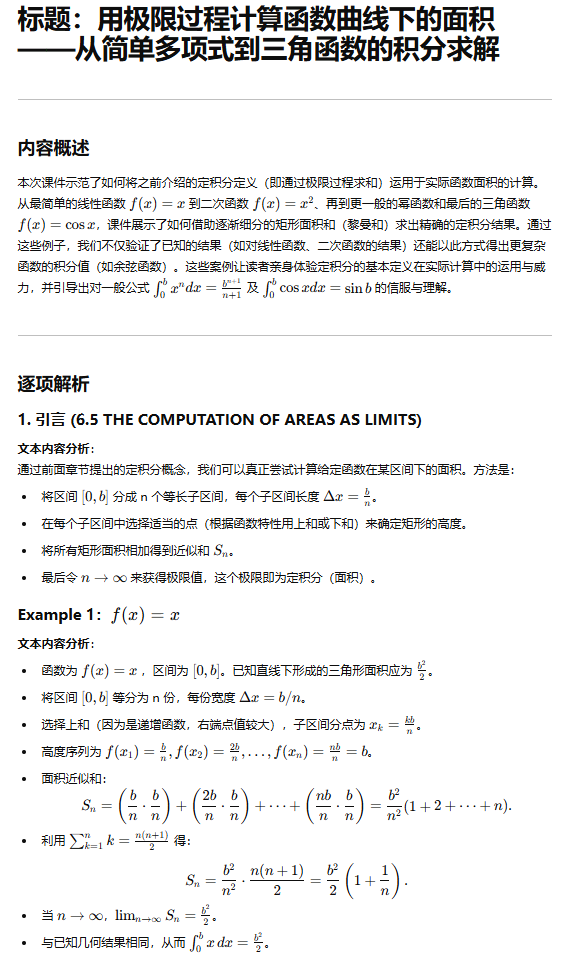 标题：用极限过程计算函数曲线下的面积
——从简单多项式到三角函数的积分求解
内容概述
本次课件示范了如何将之前介绍的定积分定义（即通过极限过程求和）运用于实际函数面积的计算。
从最简单的线性函数 f(x) = x 到二次函数 f(x) = x²、再到更一般的幂函数和最后的三角函数
f(x) = cos x，课件展示了如何借助逐渐细分的矩形面积和（黎曼和）求出精确的定积分结果。通过
这些例子，我们不仅验证了已知的结果（如对线性函数、二次函数的结果）还能以此方式得出更复杂
函数的积分值（如余弦函数）。这些案例让读者亲身体验定积分的基本定义在实际计算中的运用与威
力，并引导出对一般公式 ∫₀ᵇ xⁿdx = bⁿ⁺¹/(n+1) 及 ∫₀ᵇ cos xdx = sin b 的信服与理解。
逐项解析
1. 引言 (6.5 THE COMPUTATION OF AREAS AS LIMITS)
文本内容分析：
通过前面章节提出的定积分概念，我们可以真正尝试计算给定函数在某区间下的面积。方法是：
• 将区间 [0, b] 分成 n 个等长子区间，每个子区间长度 Δx = b/n。
• 在每个子区间中选择适当的点（根据函数特性用上和或下和）来确定矩形的高度。
• 将所有矩形面积相加得到近似和 Sₙ。
• 最后令 n → ∞ 来获得极限值，这个极限即为定积分（面积）。
Example 1：f(x) = x
文本内容分析：
• 函数为 f(x) = x ，区间为 [0, b]。已知直线下形成的三角形面积应为 b²/2。
• 将区间 [0, b] 等分为 n 份，每份宽度 Δx = b/n。
• 选择上和（因为是递增函数，右端点值较大），子区间分点为 xₖ = kb/n。
• 高度序列为 f(x₁) = b/n, f(x₂) = 2b/n, . . . , f(xₙ) = nb/n = b。
• 面积近似和：
Sₙ = (b/n · b/n) + (2b/n · b/n) + ··· + (nb/n · b/n) = b²/n² (1 + 2 + ··· + n).
• 利用 ∑ₖ₌₁ⁿ k = n(n+1)/2 得：
Sₙ = b²/n² · n(n + 1)/2 = b²/2 (1 + 1/n).
• 当 n → ∞，limₙ→∞ Sₙ = b²/2。
• 与已知几何结果相同，从而 ∫₀ᵇ x dx = b²/2。